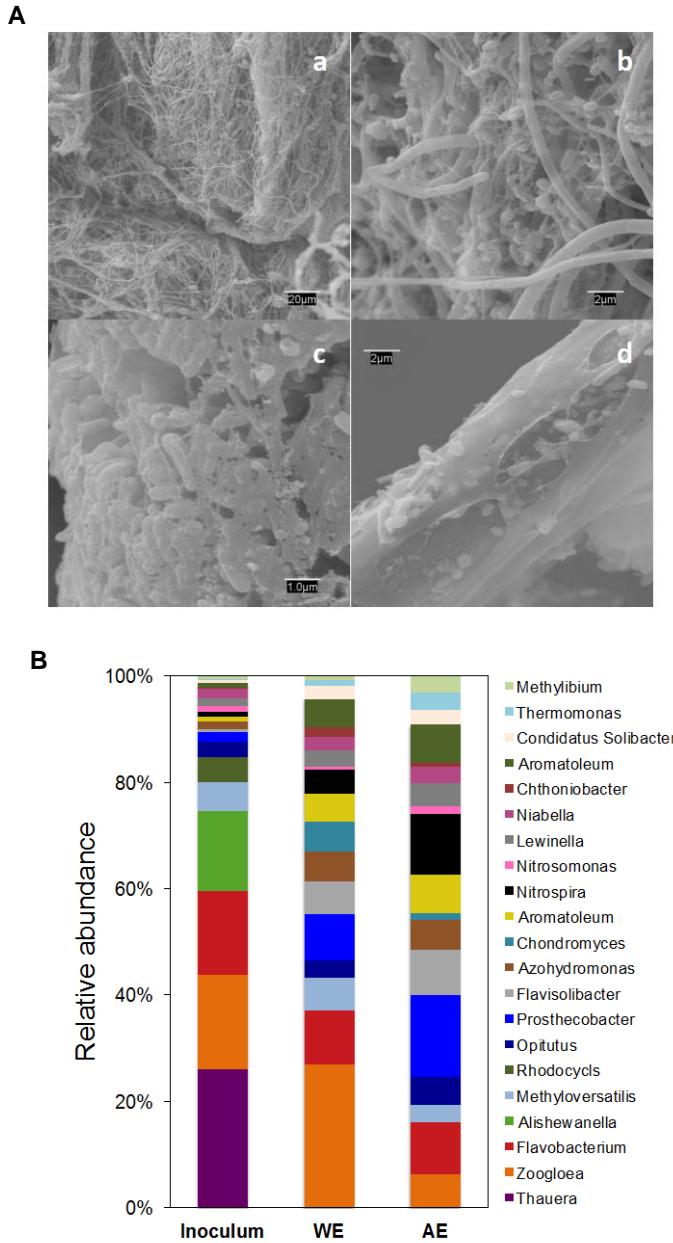 A
a
b
20µm
2µm
c
d
2µm
1.0µm
B
100%
80%
60%
40%
20%
0%
Relative abundance
Inoculum
WE
AE
Methylibium
Thermomonas
Candidatus Solibacter
Aromatoleum
Chthoniobacter
Niabella
Lewinella
Nitrosomonas
Nitrospira
Aromatoleum
Chondromyces
Azohydromonas
Flavisolibacter
Prosthecobacter
Opitutus
Rhodocycls
Methyloversatilis
Alishewanella
Flavobacterium
Zoogloea
Thauera